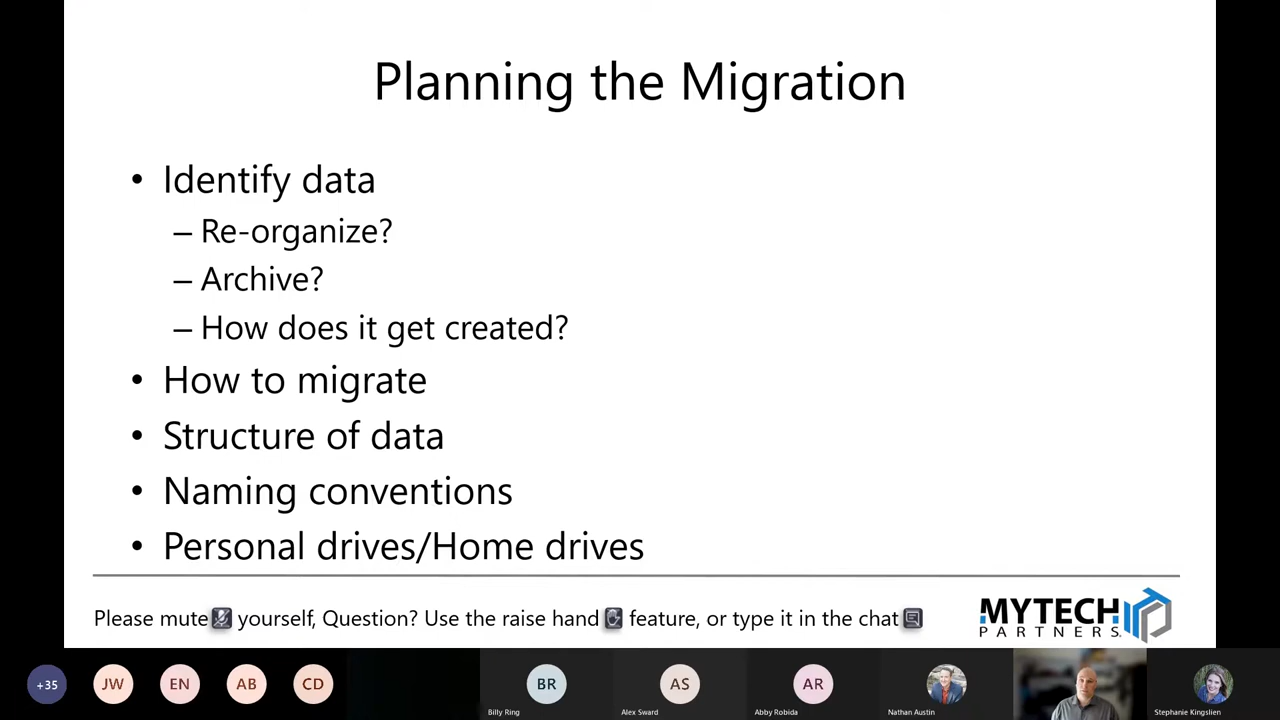 Planning the Migration
• Identify data
– Re-organize?
– Archive?
– How does it get created?
• How to migrate
• Structure of data
• Naming conventions
• Personal drives/Home drives
Please mute yourself, Question? Use the raise hand feature, or type it in the chat
MYTECH
PARTNERS
+35 JW EN AB CD BR AS AR
Billy Ring Alex Sward Abby Robida Nathan Austin Stephanie Kingslien